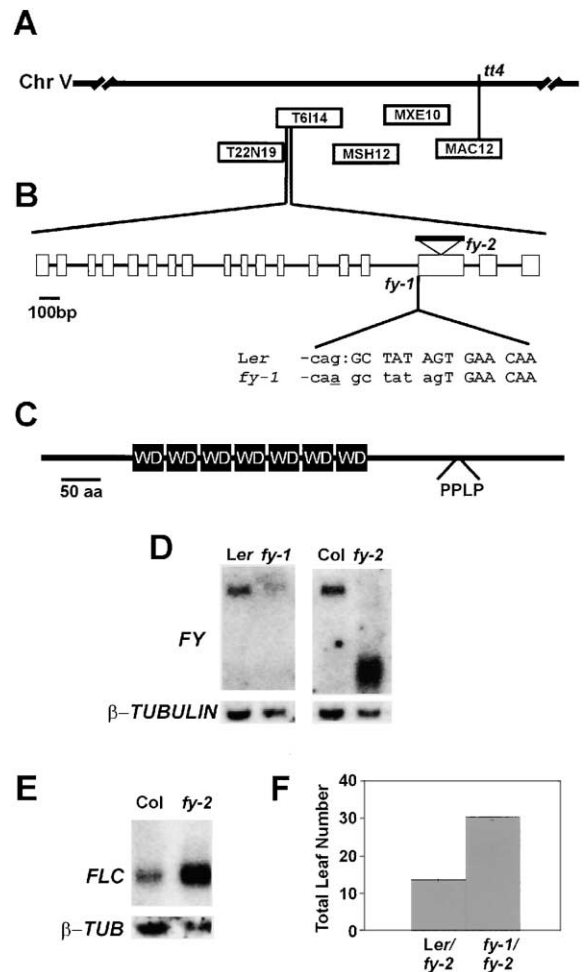 A
Chr V
tt4
T6I14
MXE10
T22N19
MSH12
MAC12
B
fy-2
fy-1
100bp
Ler -cag:GC TAT AGT GAA CAA
fy-1 -caa gc tat agT GAA CAA
C
WD WD WD WD WD WD WD
50 aa
PPLP
D
Ler fy-1 Col fy-2
FY
β-TUBULIN
E
Col fy-2
FLC
β-TUB
F
Total Leaf Number
40
30
20
10
0
Ler/ fy-1/
fy-2 fy-2